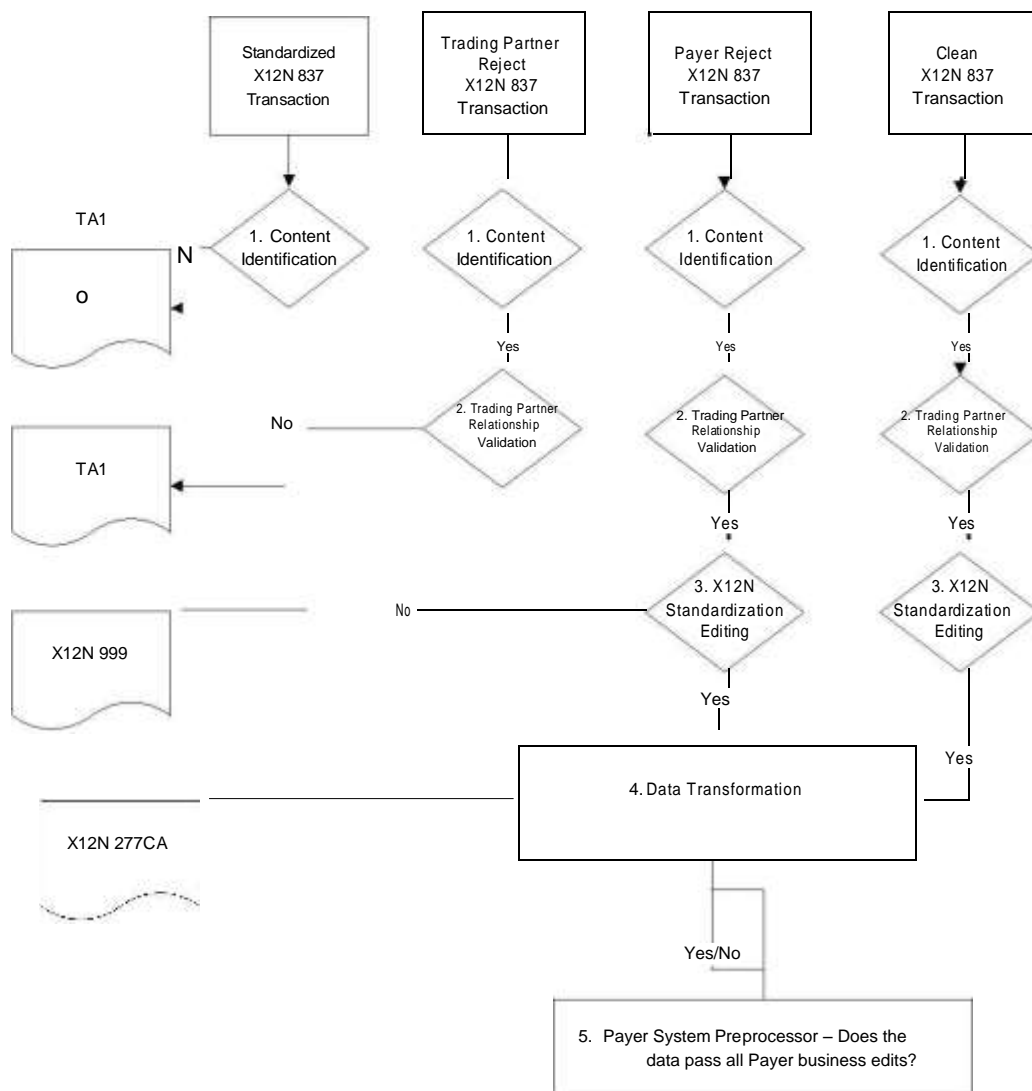 Standardized
X12N 837
Transaction
Trading Partner
Reject
X12N 837
Transaction
Payer Reject
X12N 837
Transaction
Clean
X12N 837
Transaction
TA1
N
o
1. Content
Identification
1. Content
Identification
1. Content
Identification
1. Content
Identification
Yes
Yes
Yes
No
2. Trading Partner
Relationship
Validation
2. Trading Partner
Relationship
Validation
2. Trading Partner
Relationship
Validation
TA1
Yes
Yes
No
3. X12N
Standardization
Editing
3. X12N
Standardization
Editing
X12N 999
Yes
Yes
4. Data Transformation
X12N 277CA
Yes/No
5. Payer System Preprocessor – Does the
data pass all Payer business edits?